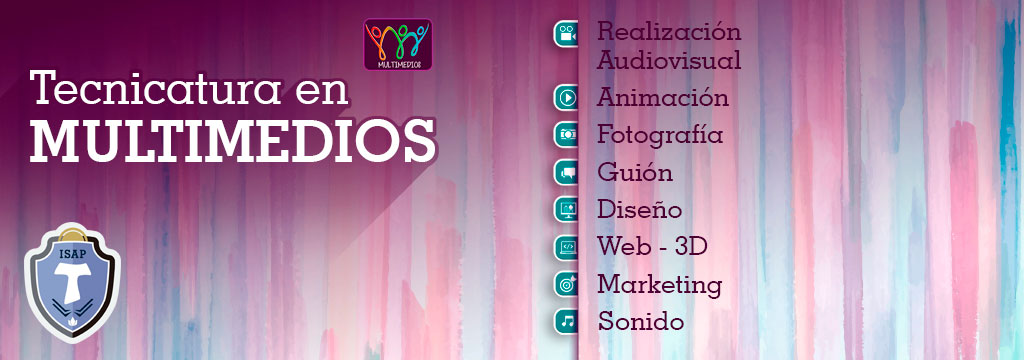 MULTIMEDIOS
Tecnicatura en
MULTIMEDIOS
ISAP
Realización
Audiovisual
Animación
Fotografía
Guión
Diseño
Web - 3D
Marketing
Sonido